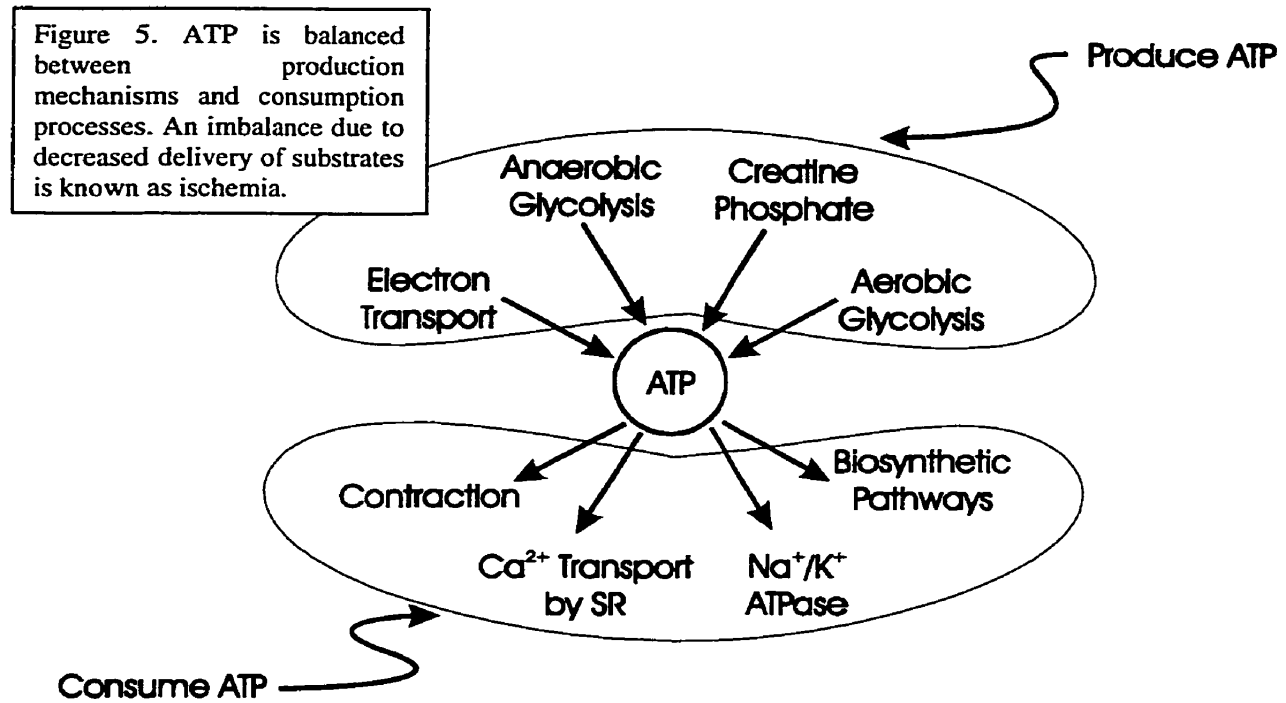 Figure 5. ATP is balanced
between production
mechanisms and consumption
processes. An imbalance due to
decreased delivery of substrates
is known as ischemia.
Produce ATP
Anaerobic
Glycolysis
Creatine
Phosphate
Electron
Transport
Aerobic
Glycolysis
ATP
Contraction
Ca²⁺ Transport
by SR
Na⁺/K⁺
ATPase
Biosynthetic
Pathways
Consume ATP